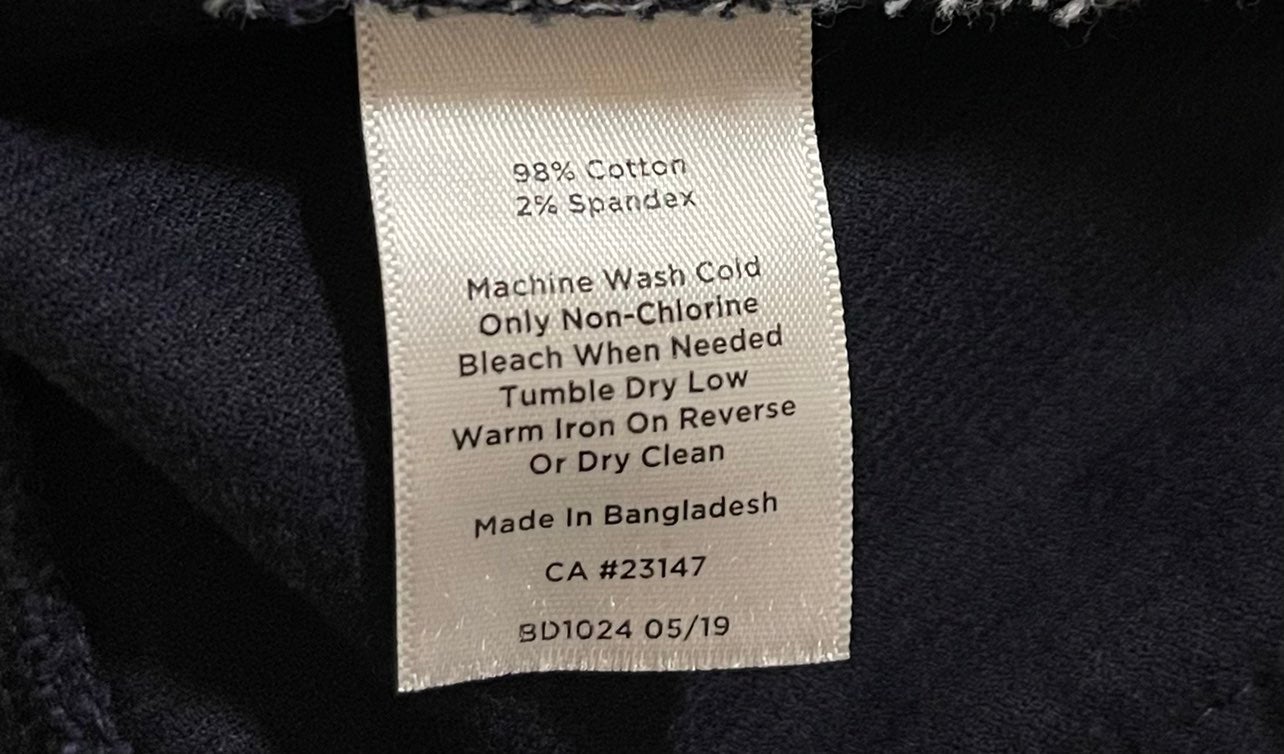 98% Cotton
2% Spandex
Machine Wash Cold
Only Non-Chlorine
Bleach When Needed
Tumble Dry Low
Warm Iron On Reverse
Or Dry Clean
Made In Bangladesh
CA #23147
BD1024 05/19